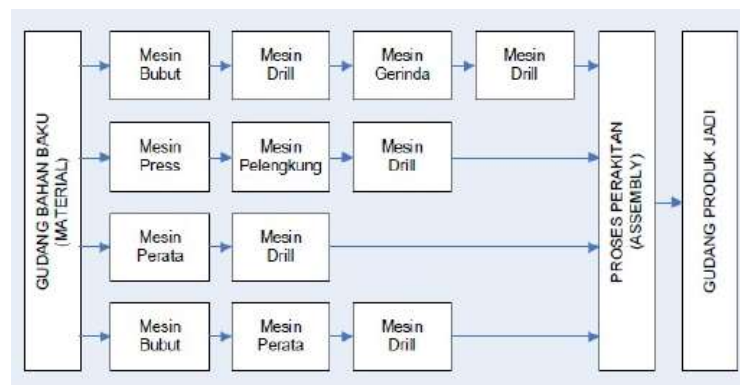 GUDANG BAHAN BAKU
(MATERIAL)
Mesin
Bubut
Mesin
Drill
Mesin
Gerinda
Mesin
Drill
Mesin
Press
Mesin
Pelengkung
Mesin
Drill
Mesin
Perata
Mesin
Drill
Mesin
Bubut
Mesin
Perata
Mesin
Drill
PROSES PERAKITAN
(ASSEMBLY)
GUDANG PRODUK JADI